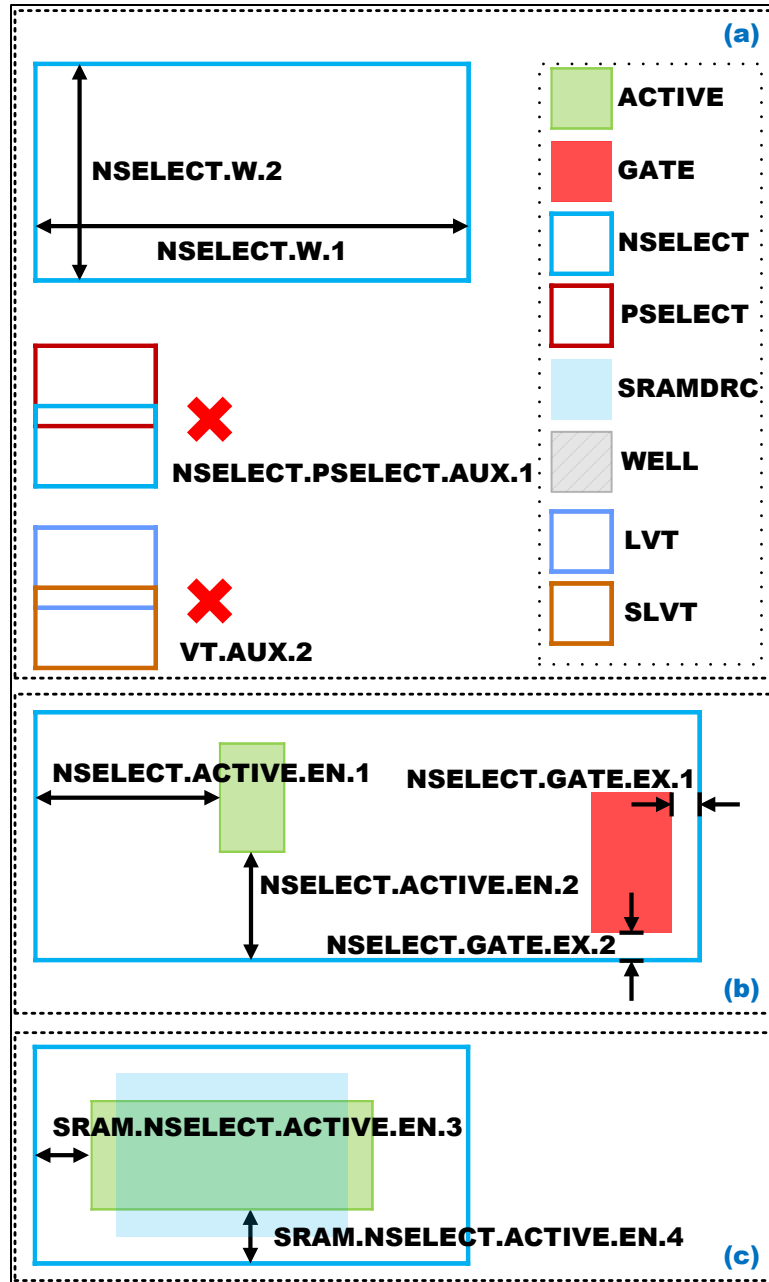 (a)
NSELECT.W.2
NSELECT.W.1
NSELECT.PSELECT.AUX.1
VT.AUX.2
ACTIVE
GATE
NSELECT
PSELECT
SRAMDRC
WELL
LVT
SLVT
NSELECT.ACTIVE.EN.1
NSELECT.GATE.EX.1
NSELECT.ACTIVE.EN.2
NSELECT.GATE.EX.2
(b)
SRAM.NSELECT.ACTIVE.EN.3
SRAM.NSELECT.ACTIVE.EN.4
(c)